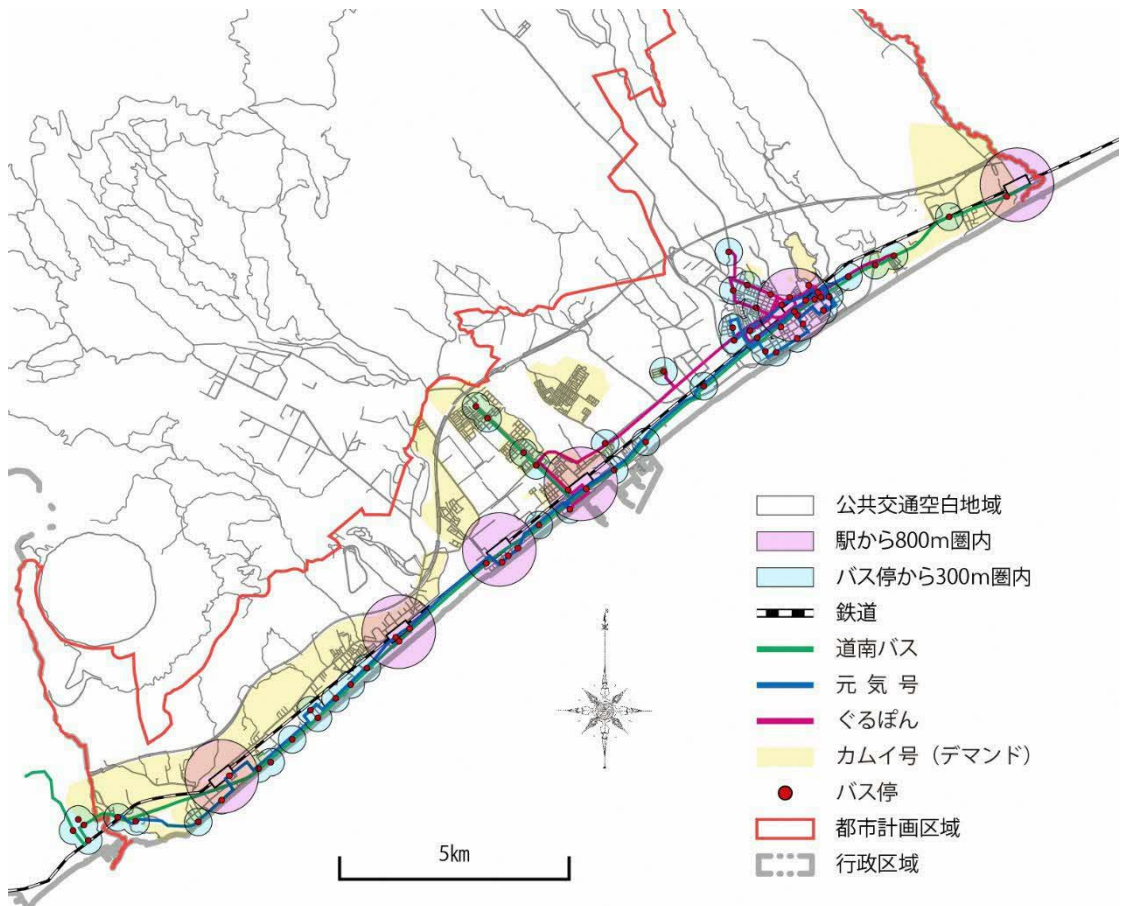 公共交通空白地域
駅から800m圏内
バス停から300m圏内
鉄道
道南バス
元気号
ぐるぽん
カムイ号（デマンド）
バス停
都市計画区域
行政区域
5km